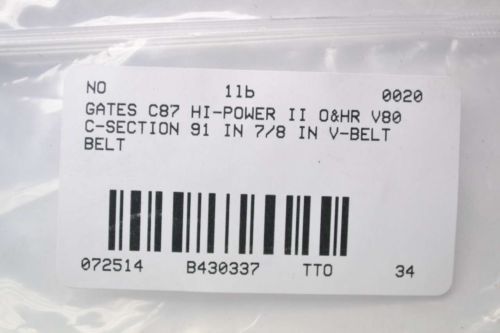 NO 1lb 0020
GATES C87 HI-POWER II O&HR V80
C-SECTION 91 IN 7/8 IN V-BELT
BELT
072514 B430337 TTO 34